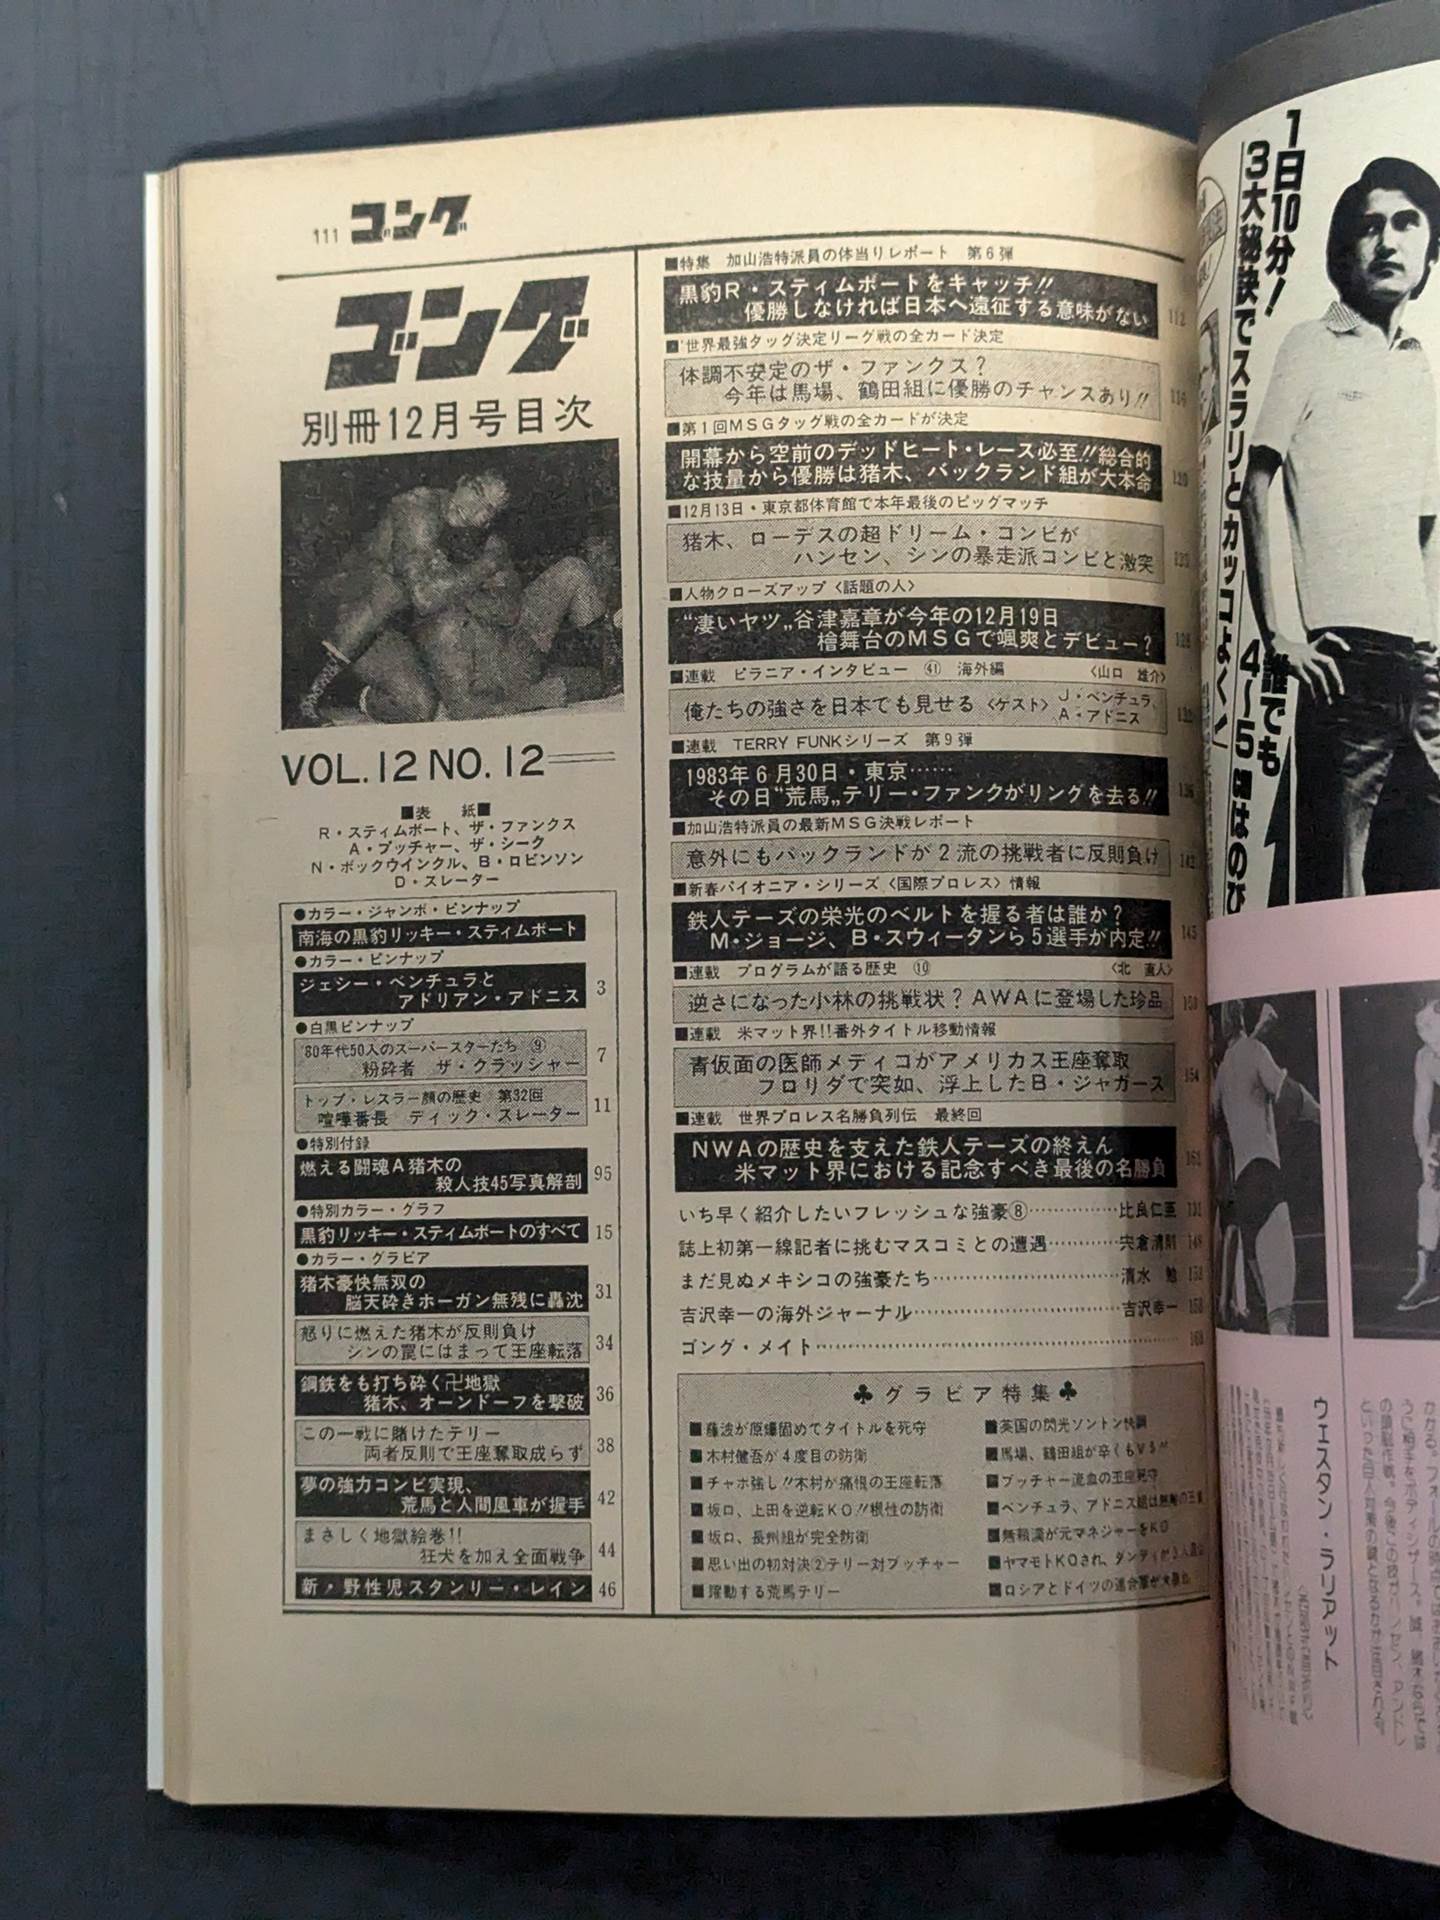 111 ゴング
ゴング
別冊12月号目次
VOL.12 NO.12
■表 紙■
R・スティムボート、ザ・ファンクス
A・ブッチャー、ザ・シーク
N・ボックウインクル、B・ロビンソン
D・スレーター
●カラー・ジャンボ・ピンナップ
南海の黒豹リッキー・スティムボート
●カラー・ピンナップ
ジェシー・ベンチュラと
アドリアン・アドニス 3
●白黒ピンナップ
'80年代50人のスーパースターたち ⑨
粉砕者 ザ・クラッシャー 7
トップ・レスラー顔の歴史 第32回
喧嘩番長 ディック・スレーター 11
●特別付録
燃える闘魂A猪木の
殺人技45写真解剖 95
●特別カラー・グラフ
黒豹リッキー・スティムボートのすべて 15
●カラー・グラビア
猪木豪快無双の
脳天砕きホーガン無残に轟沈 31
怒りに燃えた猪木が反則負け
シンの罠にはまって王座転落 34
鋼鉄をも打ち砕く卍地獄
猪木、オーンドーフを撃破 36
この一戦に賭けたテリー
両者反則で王座奪取成らず 38
夢の強力コンビ実現、
荒馬と人間風車が握手 42
まさしく地獄絵巻!!
狂犬を加え全面戦争 44
新・野性児スタンリー・レイン 46
■特集 加山浩特派員の体当りレポート 第6弾
黒豹R・スティムボートをキャッチ!!
優勝しなければ日本へ遠征する意味がない 112
■'世界最強タッグ決定リーグ戦の全カード決定
体調不安定のザ・ファンクス?
今年は馬場、鶴田組に優勝のチャンスあり!!
■第1回MSGタッグ戦の全カードが決定
開幕から空前のデッドヒート・レース必至!!総合的
な技量から優勝は猪木、バックランド組が大本命 120
■12月13日・東京都体育館で本年最後のビッグマッチ
猪木、ローデスの超ドリーム・コンビが
ハンセン、シンの暴走派コンビと激突
■人物クローズアップ〈話題の人〉
“凄いヤツ„谷津嘉章が今年の12月19日
檜舞台のMSGで颯爽とデビュー?
■連載 ピラニア・インタビュー ㊶ 海外編 〈山口 雄介〉
俺たちの強さを日本でも見せる〈ゲスト〉J・ベンチュラ、
A・アドニス
■連載 TERRY FUNKシリーズ 第9弾
1983年6月30日・東京……
その日“荒馬„テリー・ファンクがリングを去る!!
■加山浩特派員の最新MSG決戦レポート
意外にもバックランドが2流の挑戦者に反則負け 142
■新春パイオニア・シリーズ〈国際プロレス〉情報
鉄人テーズの栄光のベルトを握る者は誰か?
M・ジョージ、B・スウィータンら5選手が内定!! 145
■連載 プログラムが語る歴史 ⑩ 〈北 直人〉
逆さになった小林の挑戦状?AWAに登場した珍品 150
■連載 米マット界!!番外タイトル移動情報
青仮面の医師メディコがアメリカス王座奪取
フロリダで突如、浮上したB・ジャガース 154
■連載 世界プロレス名勝負列伝 最終回
NWAの歴史を支えた鉄人テーズの終えん
米マット界における記念すべき最後の名勝負
いち早く紹介したいフレッシュな強豪⑧……………比良仁亜
誌上初第一線記者に挑むマスコミとの遭遇…………宍倉清則
まだ見ぬメキシコの強豪たち…………………………清水 勉
吉沢幸一の海外ジャーナル……………………………吉沢幸一
ゴング・メイト……………………………………………
♣グラビア特集♣
■藤波が原爆固めでタイトルを死守
■木村健吾が4度目の防衛
■チャボ強し!!木村が痛恨の王座転落
■坂口、上田を逆転KO!!根性の防衛
■坂口、長州組が完全防衛
■思い出の初対決②テリー対ブッチャー
■躍動する荒馬テリー
■英国の閃光ソントン快調
■馬場、鶴田組が辛くもV3!!
■ブッチャー流血の王座死守
■ベンチュラ、アドニス組は
■無頼漢が元マネジャーをKO
■ヤマモトKOされ、ダンディが
■ロシアとドイツの連合軍が
1日10分!
3大秘訣でスラリとカッコよく!
誰でも
4〜5㎝はのび
ウェスタン・ラリアット